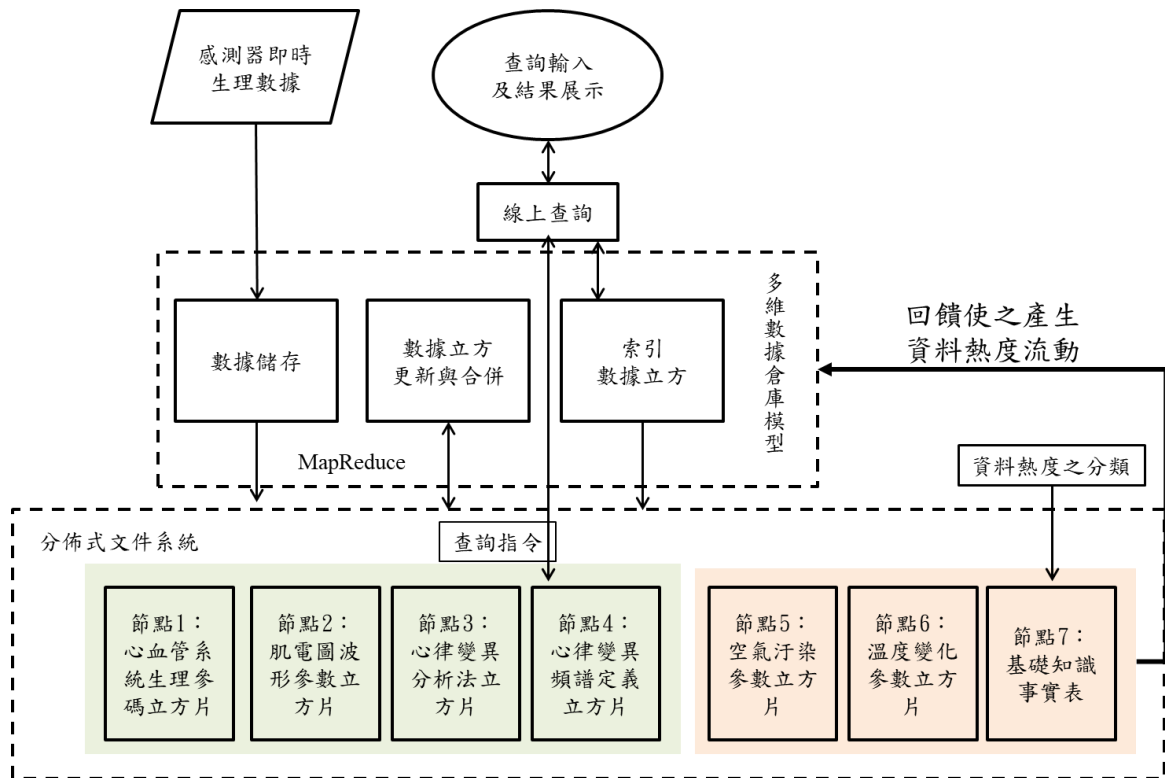 感測器即時
生理數據
查詢輸入
及結果展示
線上查詢
數據儲存
數據立方
更新與合併
索引
數據立方
多維數據倉庫模型
MapReduce
回饋使之產生
資料熱度流動
資料熱度之分類
分佈式文件系統
查詢指令
節點1：
心血管系
統生理參
碼立方片
節點2：
肌電圖波
形參數立
方片
節點3：
心律變異
分析法立
方片
節點4：
心律變異
頻譜定義
立方片
節點5：
空氣汙染
參數立方
片
節點6：
溫度變化
參數立方
片
節點7：
基礎知識
事實表